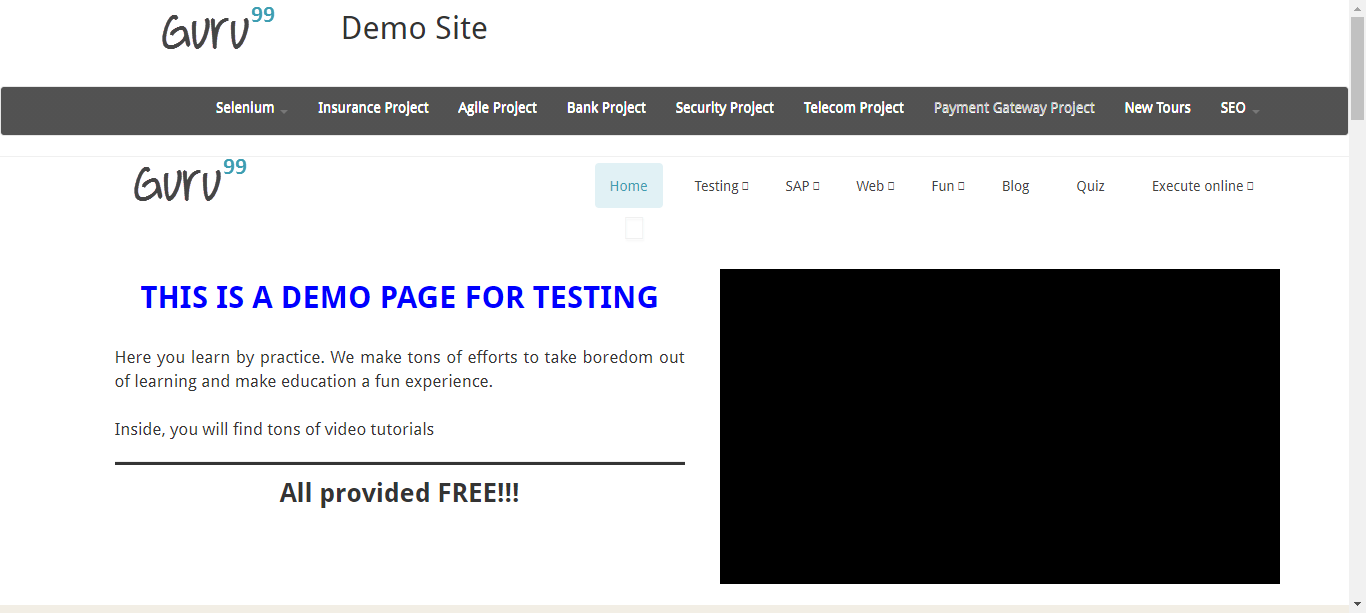 Guru99 Demo Site
Selenium Insurance Project Agile Project Bank Project Security Project Telecom Project Payment Gateway Project New Tours SEO
Guru99 Home Testing SAP Web Fun Blog Quiz Execute online
THIS IS A DEMO PAGE FOR TESTING
Here you learn by practice. We make tons of efforts to take boredom out
of learning and make education a fun experience.
Inside, you will find tons of video tutorials
All provided FREE!!!